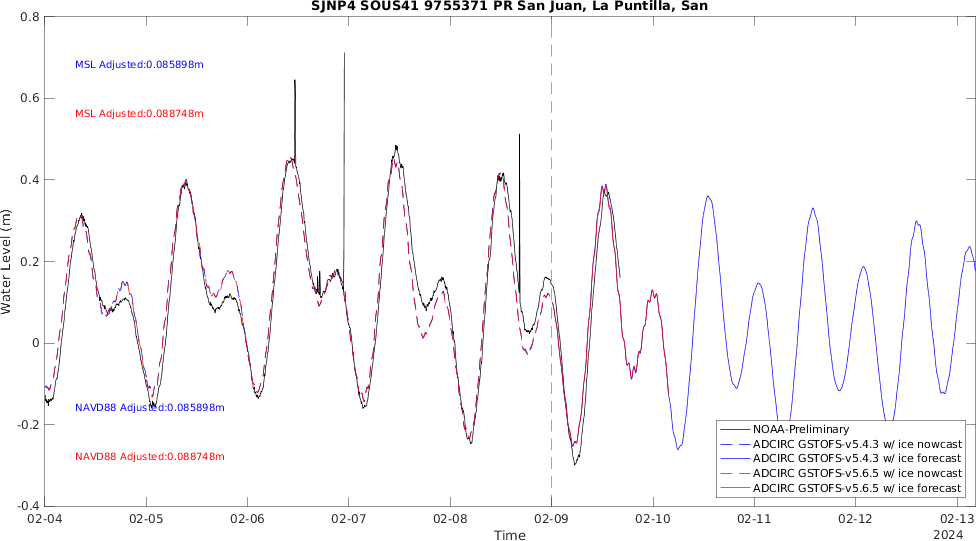 SJNP4 SOUS41 9755371 PR San Juan, La Puntilla, San
Water Level (m)
0.8
0.6
0.4
0.2
0
-0.2
-0.4
MSL Adjusted:0.085898m
MSL Adjusted:0.088748m
NAVD88 Adjusted:0.085898m
NAVD88 Adjusted:0.088748m
NOAA-Preliminary
ADCIRC GSTOFS-v5.4.3 w/ ice nowcast
ADCIRC GSTOFS-v5.4.3 w/ ice forecast
ADCIRC GSTOFS-v5.6.5 w/ ice nowcast
ADCIRC GSTOFS-v5.6.5 w/ ice forecast
02-04 02-05 02-06 02-07 02-08 02-09 02-10 02-11 02-12 02-13
Time
2024